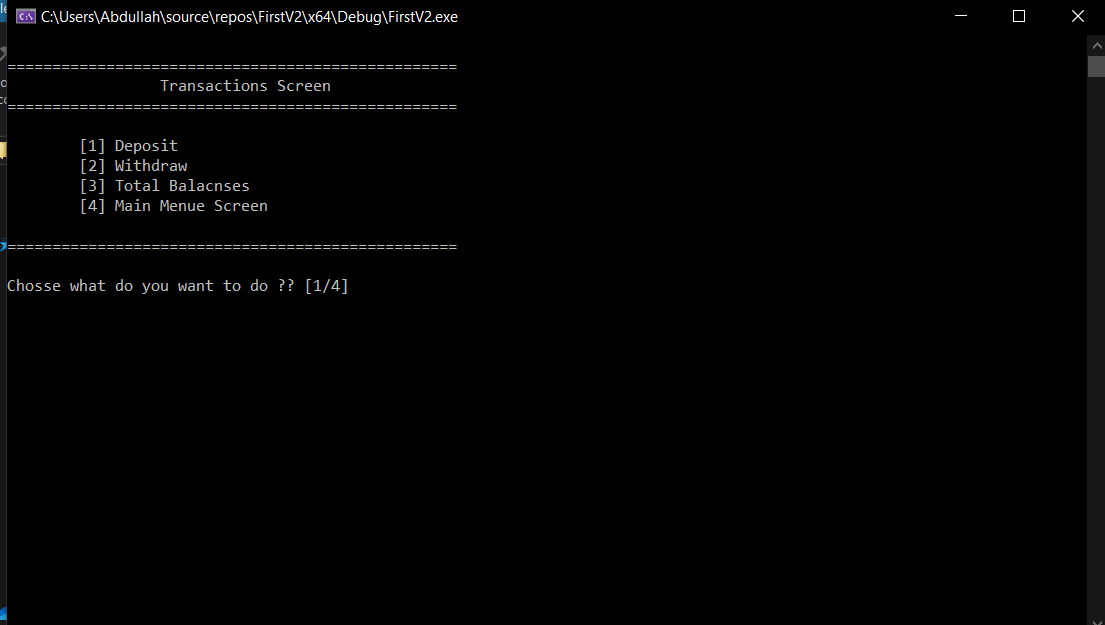 C:\Users\Abdullah\source\repos\FirstV2\x64\Debug\FirstV2.exe
==================================================
Transactions Screen
==================================================
[1] Deposit
[2] Withdraw
[3] Total Balacnses
[4] Main Menue Screen
==================================================
Chosse what do you want to do ?? [1/4]